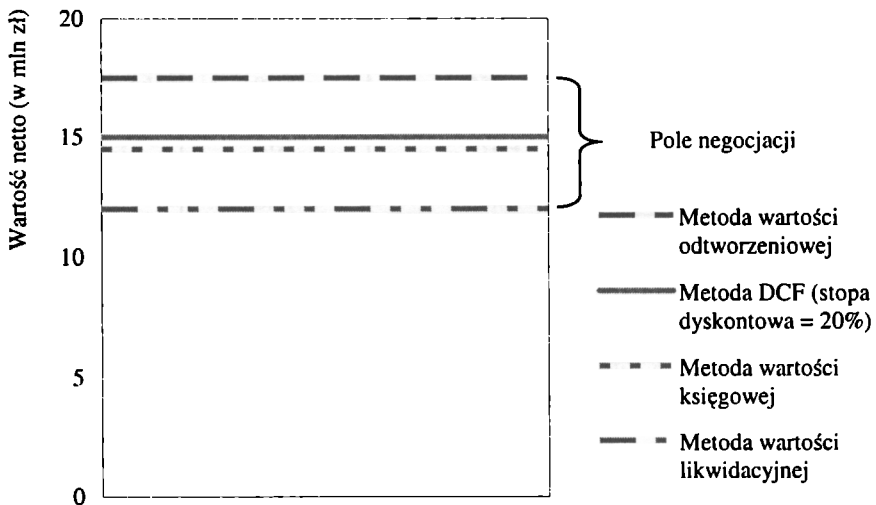 Wartość netto (w mln zł)
20
15
10
5
0
Pole negocjacji
Metoda wartości
odtworzeniowej
Metoda DCF (stopa
dyskontowa = 20%)
Metoda wartości
księgowej
Metoda wartości
likwidacyjnej